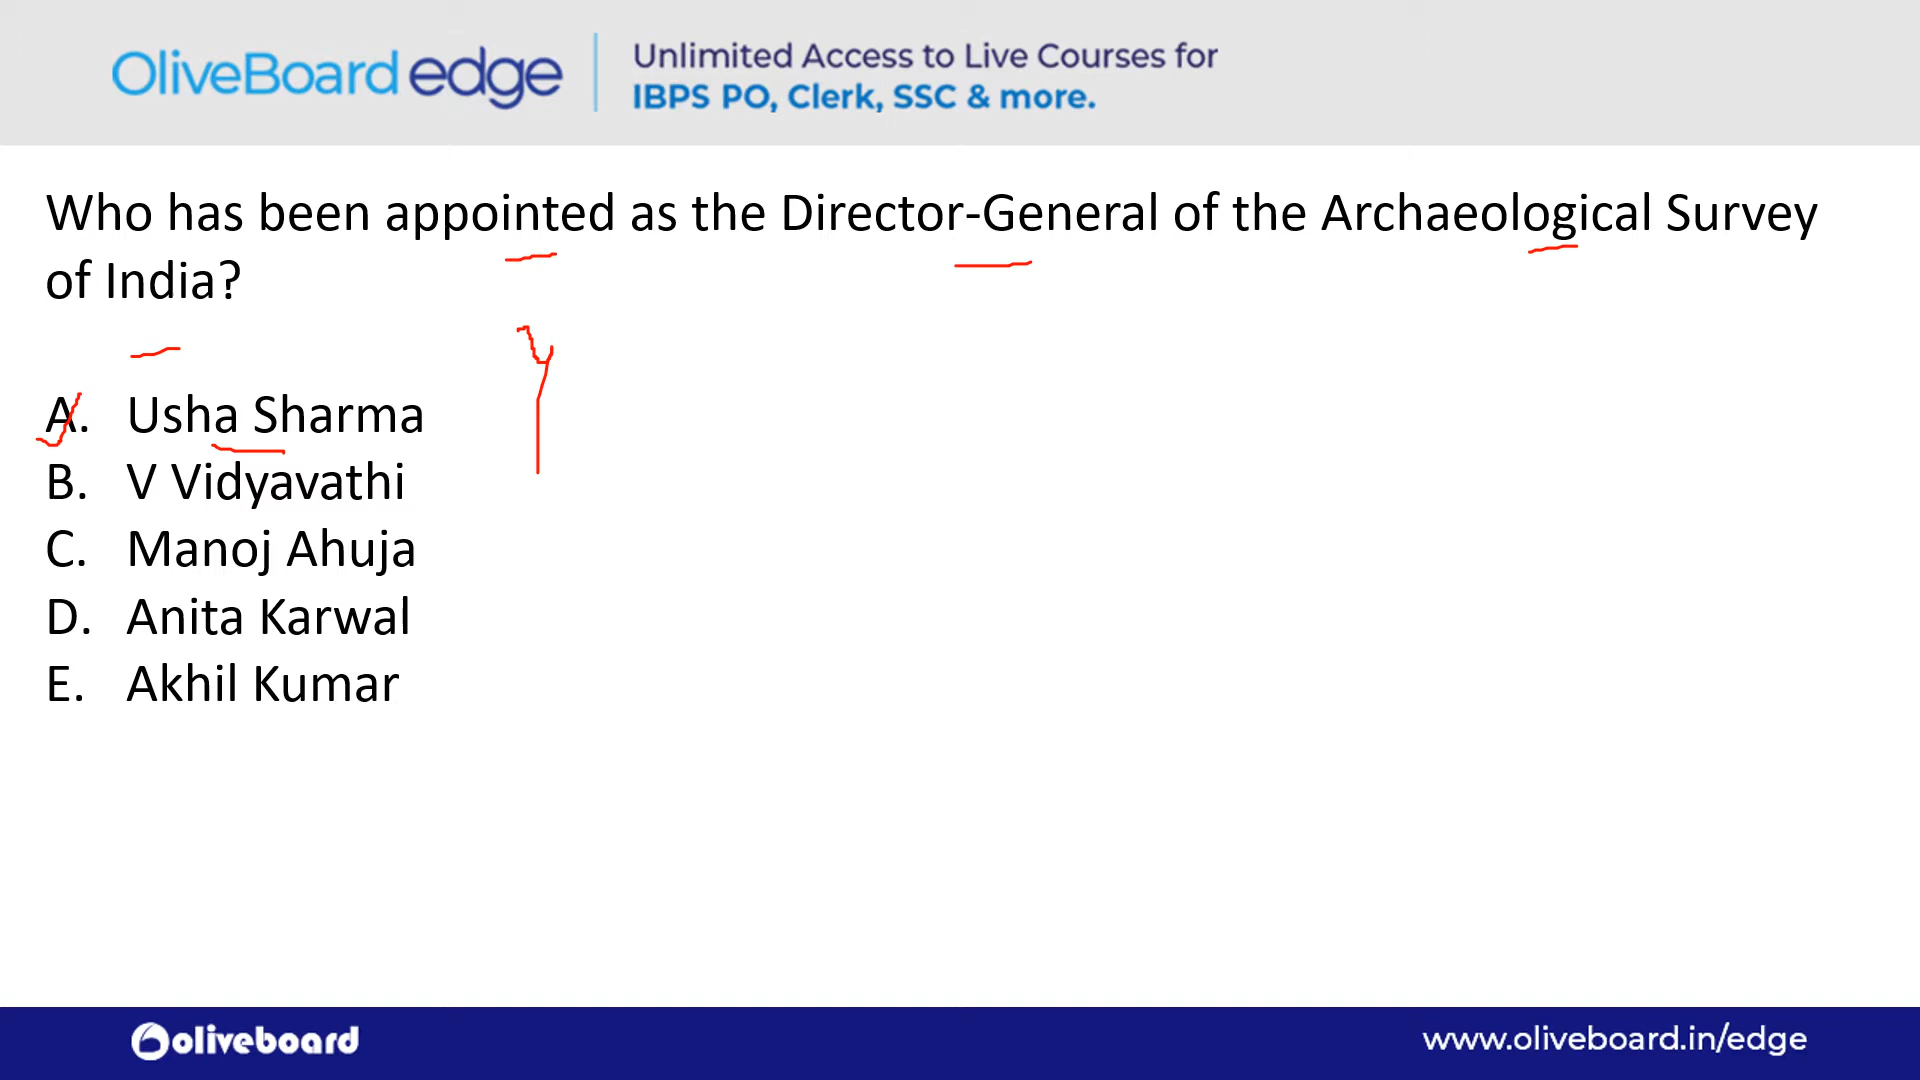 OliveBoard edge
Unlimited Access to Live Courses for
IBPS PO, Clerk, SSC & more.
Who has been appointed as the Director-General of the Archaeological Survey
of India?
A. Usha Sharma
B. V Vidyavathi
C. Manoj Ahuja
D. Anita Karwal
E. Akhil Kumar
oliveboard
www.oliveboard.in/edge